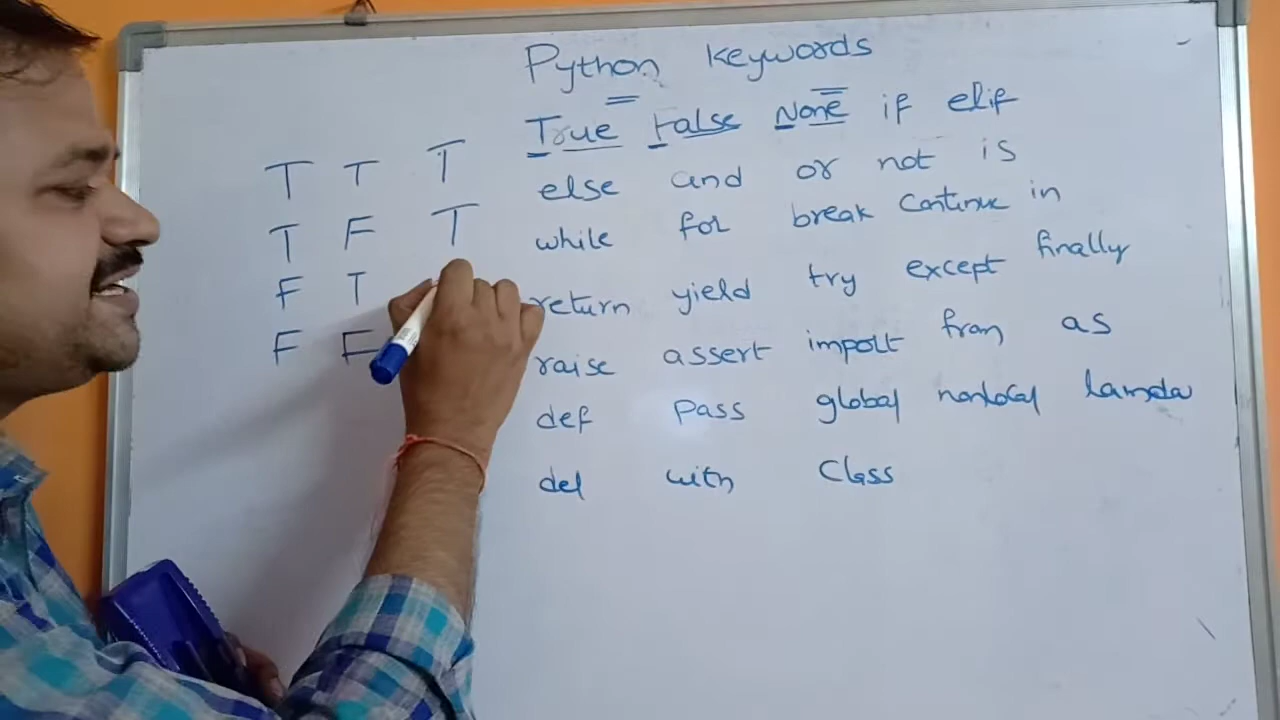 Python keywords
True False None if elif
else and or not is
while for break continue in
return yield try except finally
raise assert import from as
def pass global nonlocal lamda
del with class
T T T
T F T
F T
F F